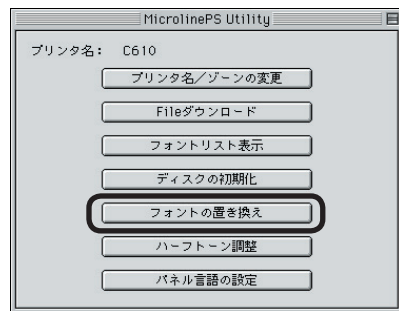 MicrolinePS Utility
プリンタ名： C610
プリンタ名／ゾーンの変更
Fileダウンロード
フォントリスト表示
ディスクの初期化
フォントの置き換え
ハーフトーン調整
パネル言語の設定